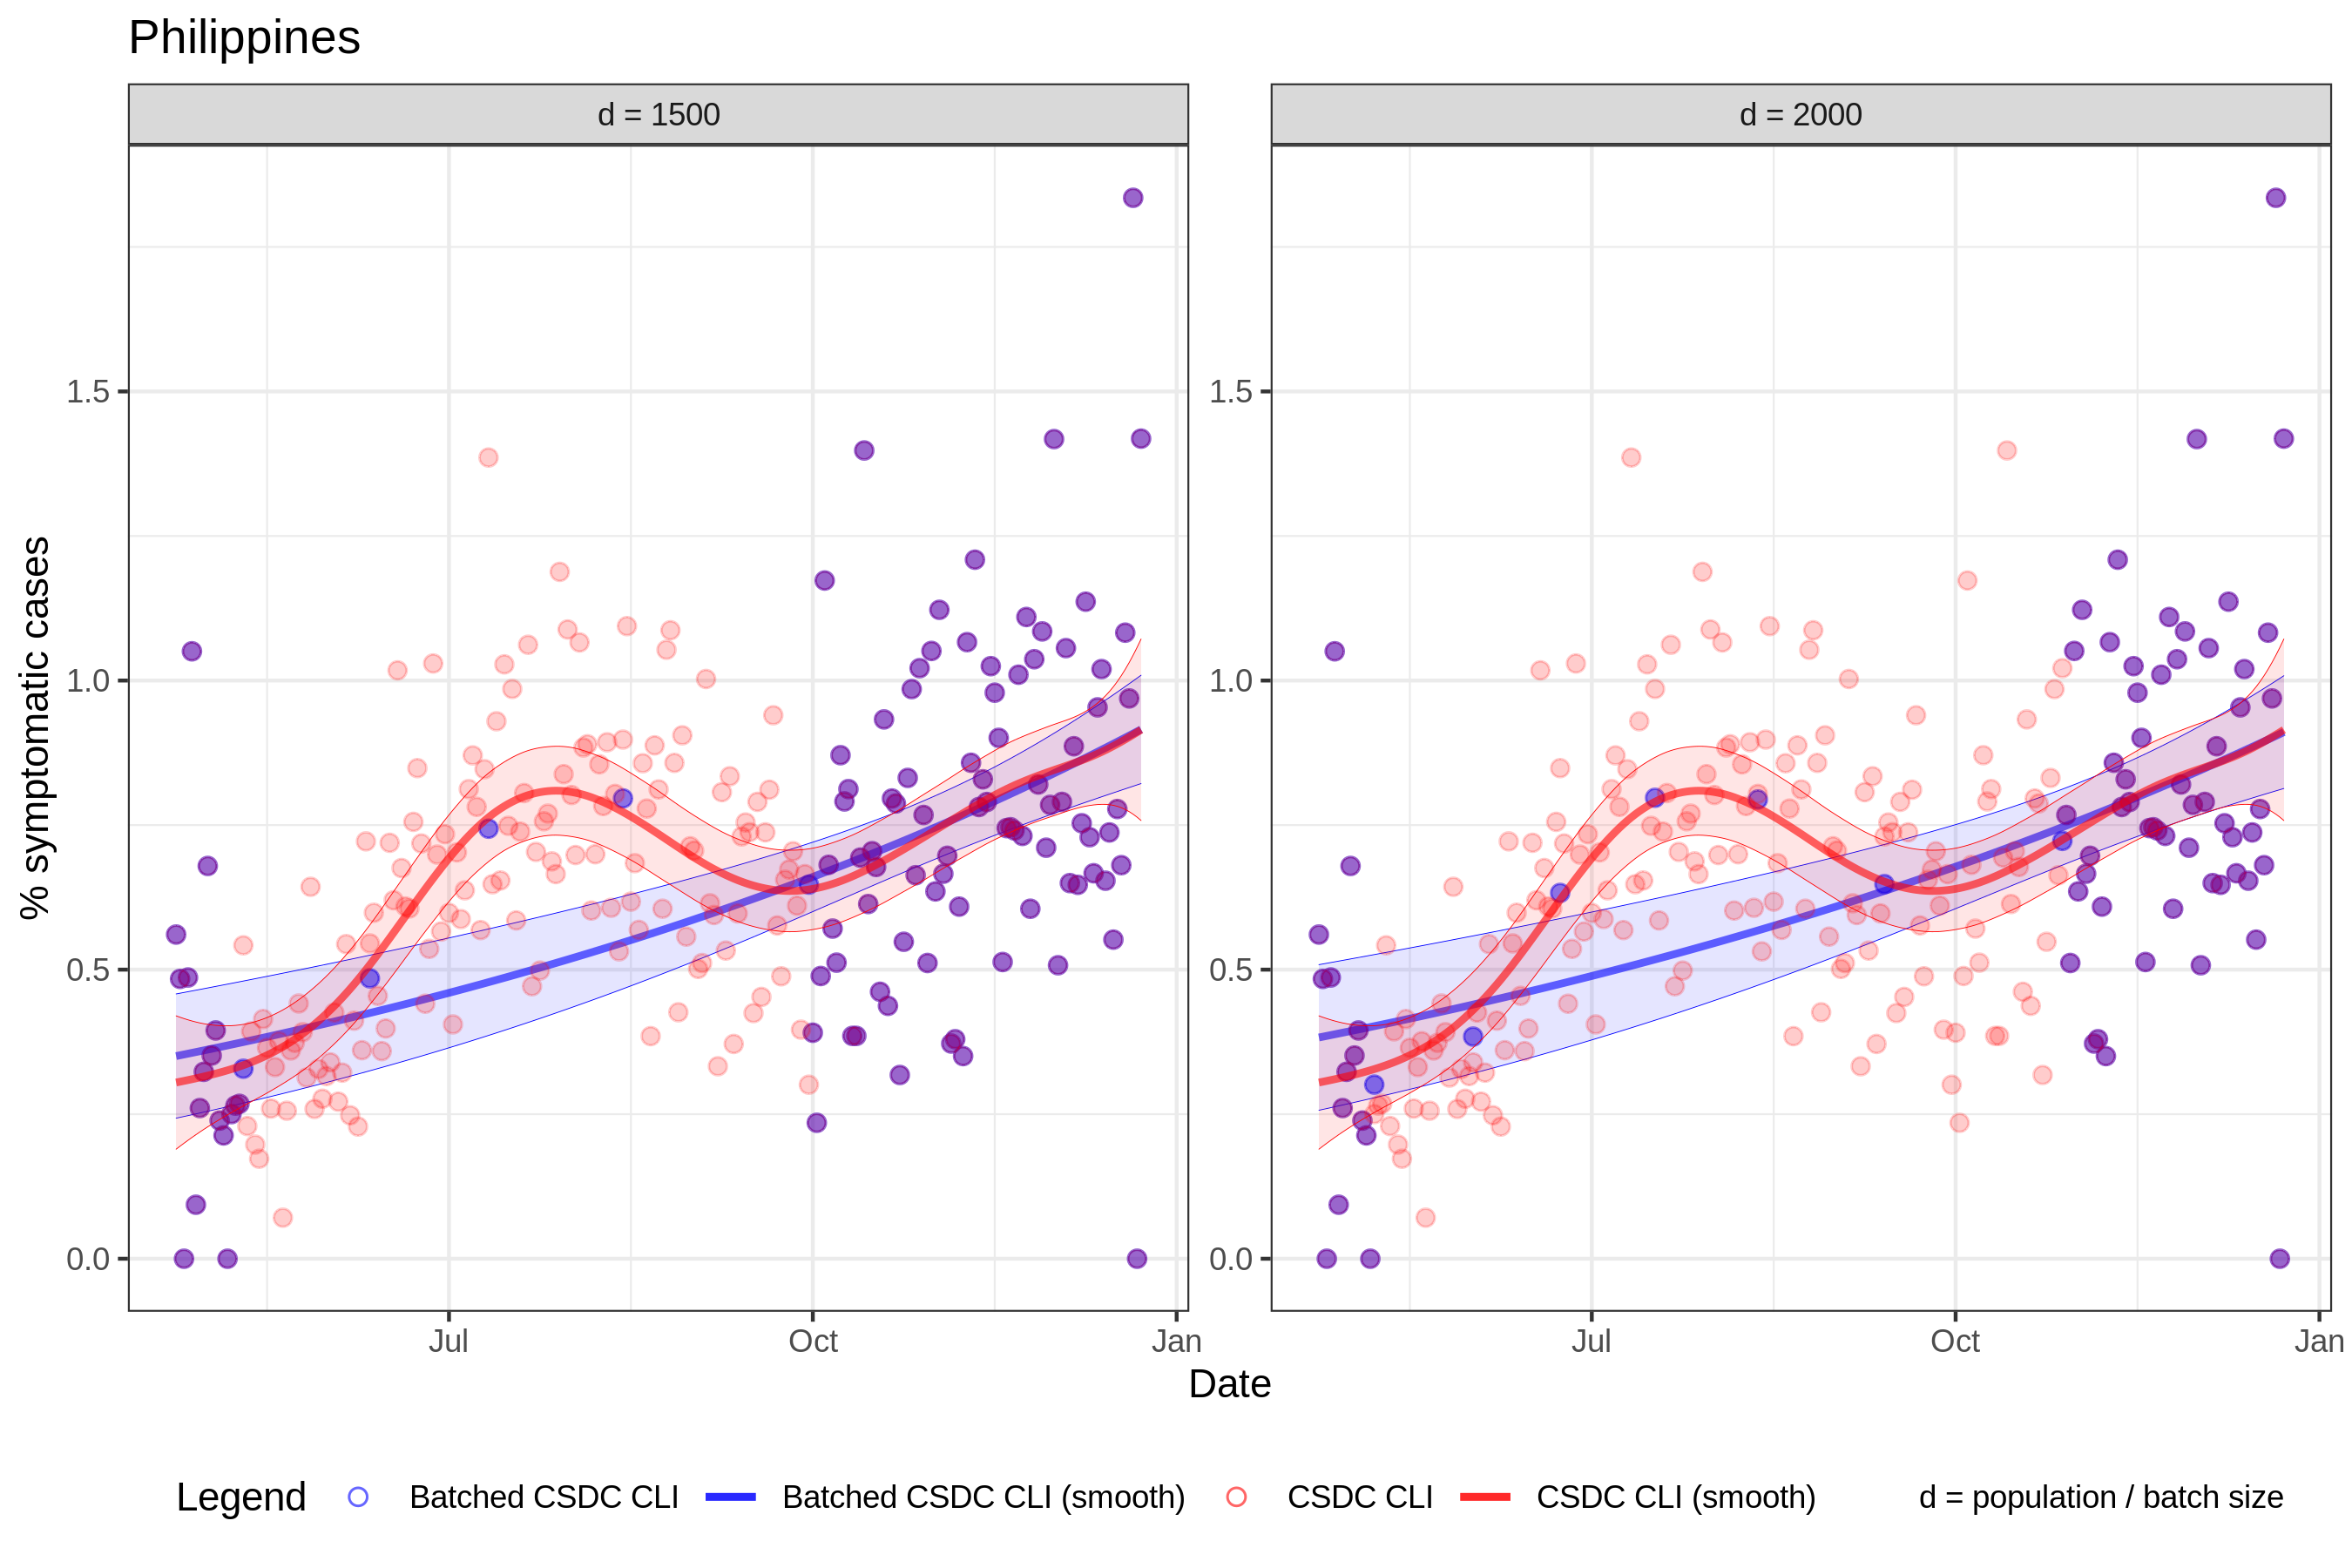 Philippines
d = 1500
d = 2000
% symptomatic cases
1.5
1.0
0.5
0.0
1.5
1.0
0.5
0.0
Jul
Oct
Jan
Jul
Oct
Jan
Date
Legend
Batched CSDC CLI
Batched CSDC CLI (smooth)
CSDC CLI
CSDC CLI (smooth)
d = population / batch size